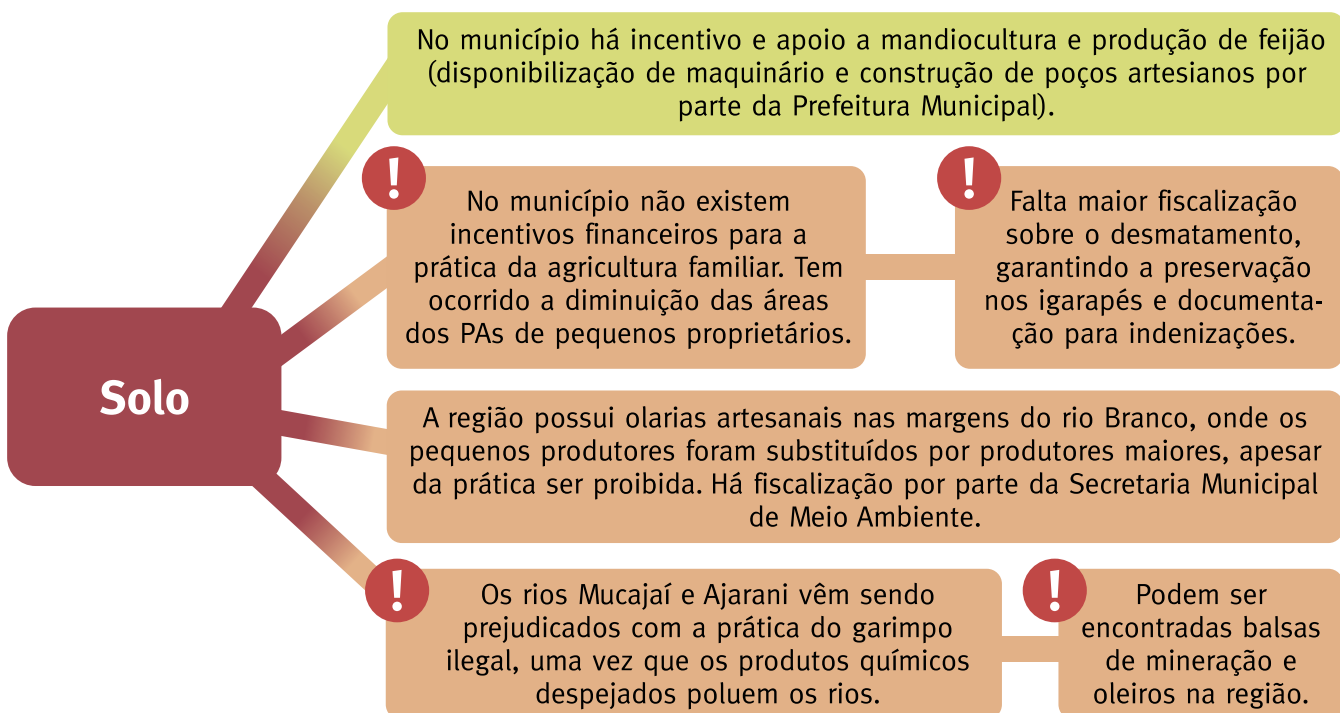 No município há incentivo e apoio a mandiocultura e produção de feijão
(disponibilização de maquinário e construção de poços artesianos por
parte da Prefeitura Municipal).
!
No município não existem
incentivos financeiros para a
prática da agricultura familiar. Tem
ocorrido a diminuição das áreas
dos PAs de pequenos proprietários.
!
Falta maior fiscalização
sobre o desmatamento,
garantindo a preservação
nos igarapés e documenta-
ção para indenizações.
Solo
A região possui olarias artesanais nas margens do rio Branco, onde os
pequenos produtores foram substituídos por produtores maiores, apesar
da prática ser proibida. Há fiscalização por parte da Secretaria Municipal
de Meio Ambiente.
!
Os rios Mucajaí e Ajarani vêm sendo
prejudicados com a prática do garimpo
ilegal, uma vez que os produtos químicos
despejados poluem os rios.
!
Podem ser
encontradas balsas
de mineração e
oleiros na região.